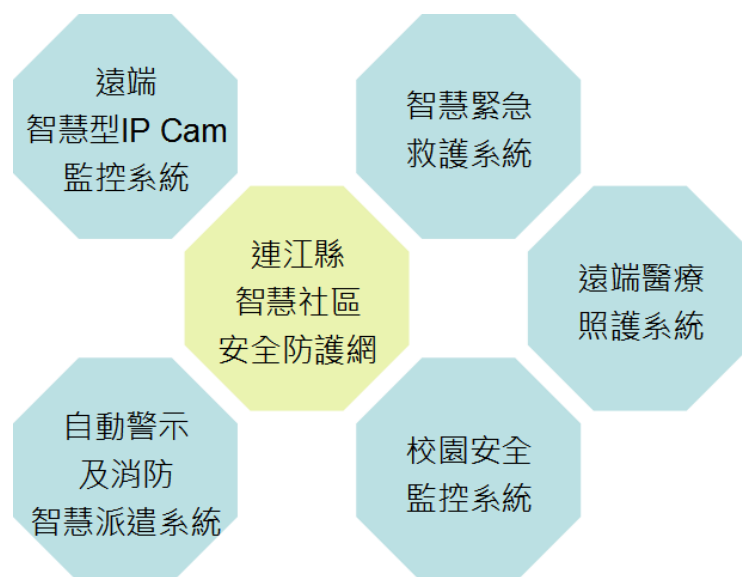 遠端
智慧型IP Cam
監控系統
智慧緊急
救護系統
連江縣
智慧社區
安全防護網
遠端醫療
照護系統
自動警示
及消防
智慧派遣系統
校園安全
監控系統